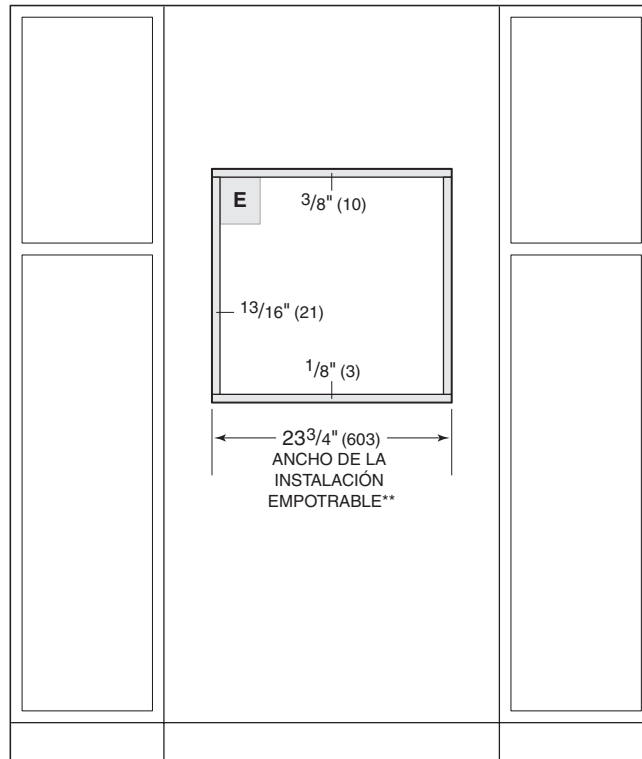 E
3/8" (10)
13/16" (21)
1/8" (3)
23 3/4" (603)
ANCHO DE LA
INSTALACIÓN
EMPOTRABLE**